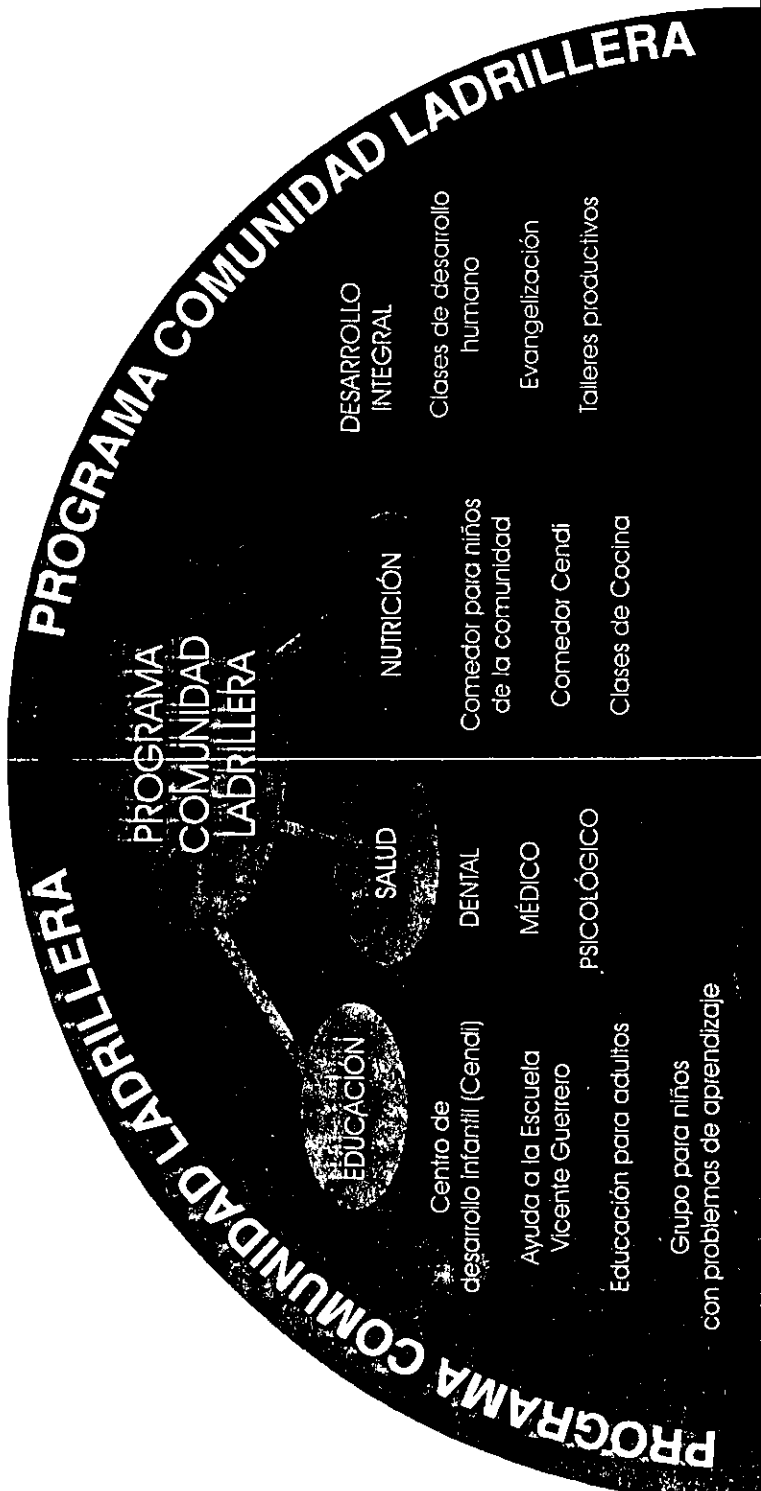 PROGRAMA COMUNIDAD LADRILLERA
PROGRAMA COMUNIDAD LADRILLERA
PROGRAMA
COMUNIDAD
LADRILLERA
EDUCACIÓN
Centro de
desarrollo infantil (Cendi)
Ayuda a la Escuela
Vicente Guerrero
Educación para adultos
Grupo para niños
con problemas de aprendizaje
SALUD
DENTAL
MÉDICO
PSICOLÓGICO
NUTRICIÓN
Comedor para niños
de la comunidad
Comedor Cendi
Clases de Cocina
DESARROLLO
INTEGRAL
Clases de desarrollo
humano
Evangelización
Talleres productivos